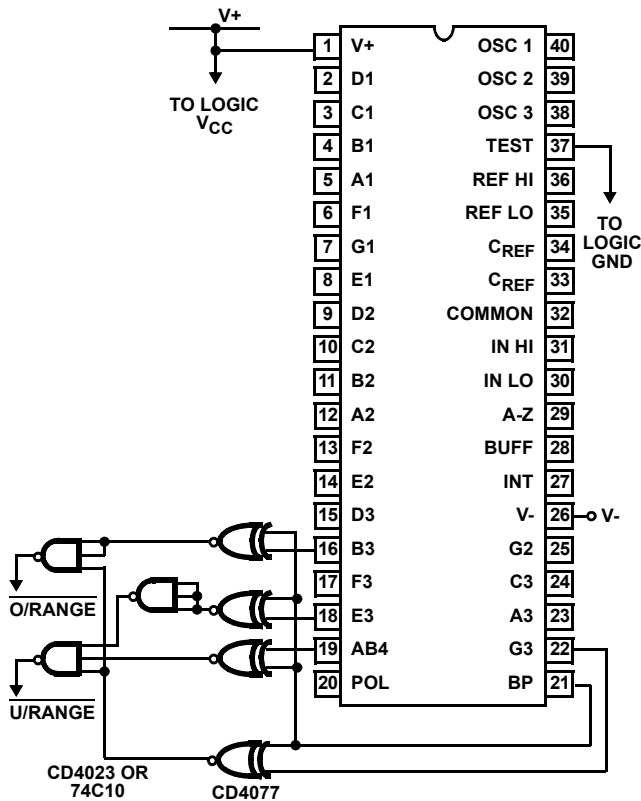 V+
TO LOGIC
VCC
1 V+
2 D1
3 C1
4 B1
5 A1
6 F1
7 G1
8 E1
9 D2
10 C2
11 B2
12 A2
13 F2
14 E2
15 D3
16 B3
17 F3
18 E3
19 AB4
20 POL
OSC 1 40
OSC 2 39
OSC 3 38
TEST 37
REF HI 36
REF LO 35
CREF 34
CREF 33
COMMON 32
IN HI 31
IN LO 30
A-Z 29
BUFF 28
INT 27
V- 26
G2 25
C3 24
A3 23
G3 22
BP 21
TO
LOGIC
GND
V-
O/RANGE
U/RANGE
CD4023 OR
74C10
CD4077